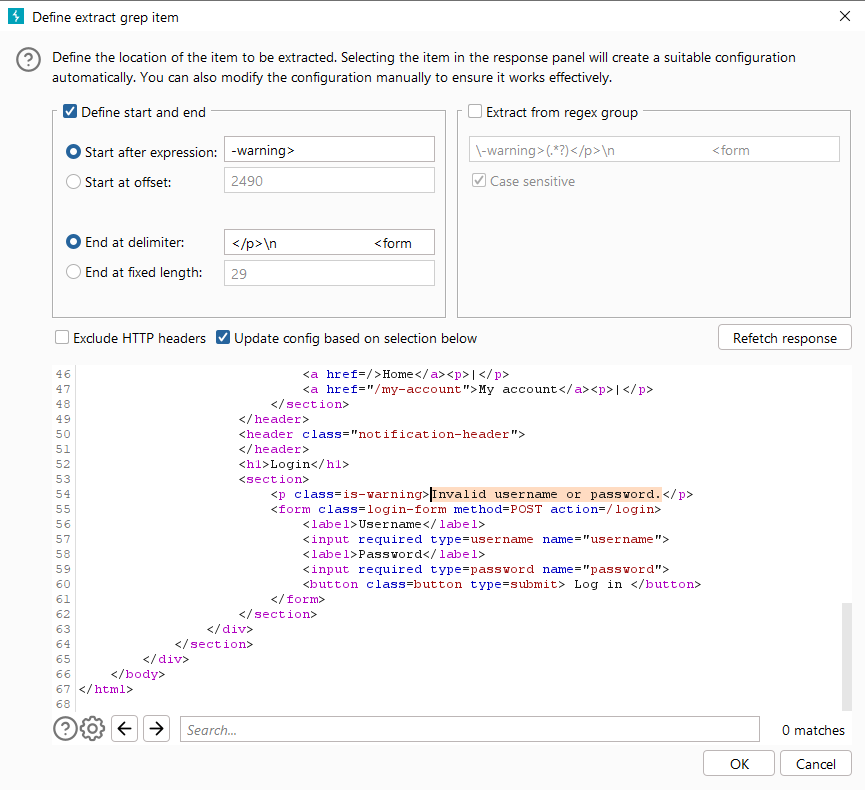 Define extract grep item
Define the location of the item to be extracted. Selecting the item in the response panel will create a suitable configuration
automatically. You can also modify the configuration manually to ensure it works effectively.
Define start and end
Start after expression: -warning>
Start at offset: 2490
End at delimiter: </p>\n                    <form
End at fixed length: 29
Extract from regex group
\-warning>(.*?)</p>\n                    <form
Case sensitive
Exclude HTTP headers Update config based on selection below
Refetch response
46                             <a href=/>Home</a><p>|</p>
47                             <a href="/my-account">My account</a><p>|</p>
48                         </section>
49                     </header>
50                     <header class="notification-header">
51                     </header>
52                     <h1>Login</h1>
53                     <section>
54                         <p class=is-warning>Invalid username or password.</p>
55                         <form class=login-form method=POST action=/login>
56                             <label>Username</label>
57                             <input required type=username name="username">
58                             <label>Password</label>
59                             <input required type=password name="password">
60                             <button class=button type=submit> Log in </button>
61                         </form>
62                     </section>
63                 </div>
64             </section>
65         </div>
66     </body>
67 </html>
68
Search...
0 matches
OK Cancel